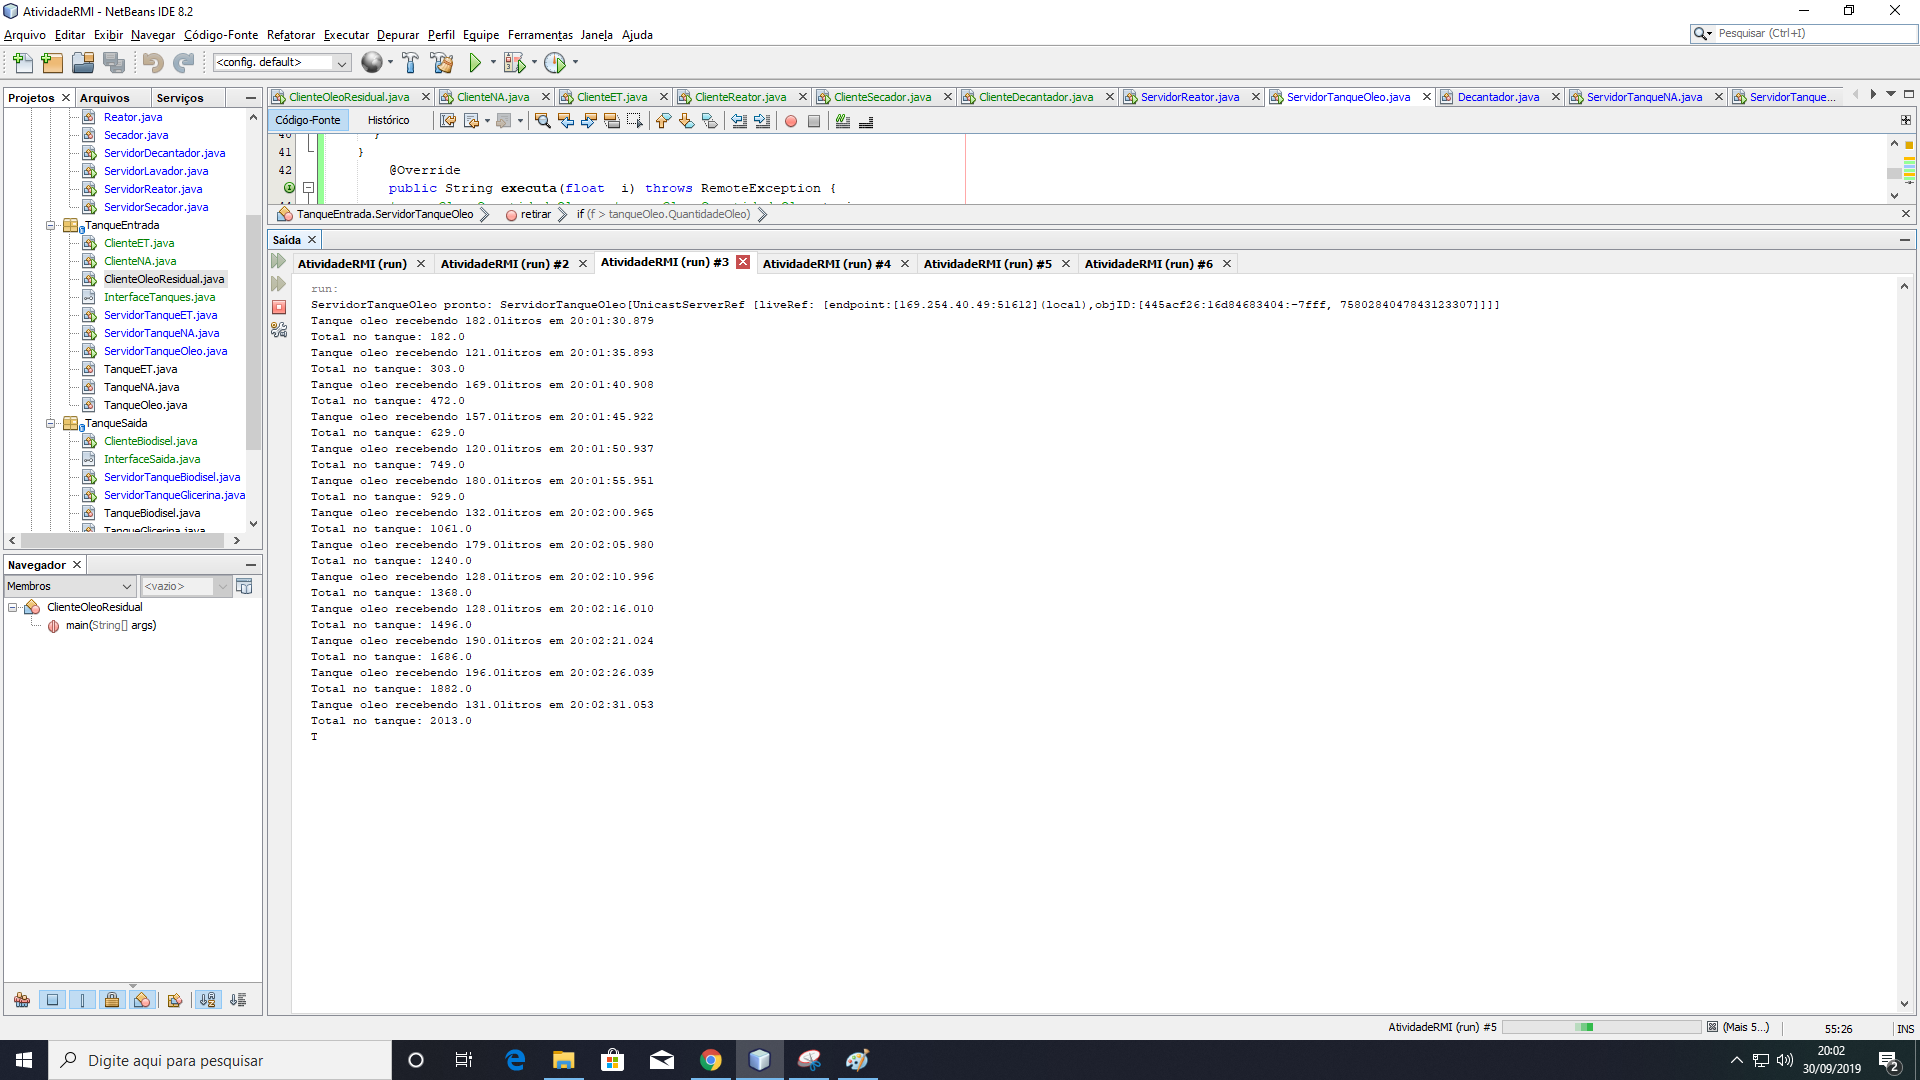 AtividadeRMI - NetBeans IDE 8.2
Arquivo Editar Exibir Navegar Código-Fonte Refatorar Executar Depurar Perfil Equipe Ferramentas Janela Ajuda
Pesquisar (Ctrl+I)
<config. default>
Projetos Arquivos Serviços
Reator.java
Secador.java
ServidorDecantador.java
ServidorLavador.java
ServidorReator.java
ServidorSecador.java
TanqueEntrada
ClienteET.java
ClienteNA.java
ClienteOleoResidual.java
InterfaceTanques.java
ServidorTanqueET.java
ServidorTanqueNA.java
ServidorTanqueOleo.java
TanqueET.java
TanqueNA.java
TanqueOleo.java
TanqueSaida
ClienteBiodisel.java
InterfaceSaida.java
ServidorTanqueBiodisel.java
ServidorTanqueGlicerina.java
TanqueBiodisel.java
TanqueGlicerina.java
Navegador
Membros <vazio>
ClienteOleoResidual
main(String[] args)
ClienteOleoResidual.java ClienteNA.java ClienteET.java ClienteReator.java ClienteSecador.java ClienteDecantador.java ServidorReator.java ServidorTanqueOleo.java Decantador.java ServidorTanqueNA.java ServidorTanque...
Código-Fonte Histórico
40 }
41 }
42 @Override
public String executa(float i) throws RemoteException {
TanqueEntrada.ServidorTanqueOleo retirar if (f > tanqueOleo.QuantidadeOleo)
Saída
AtividadeRMI (run) AtividadeRMI (run) #2 AtividadeRMI (run) #3 AtividadeRMI (run) #4 AtividadeRMI (run) #5 AtividadeRMI (run) #6
run:
ServidorTanqueOleo pronto: ServidorTanqueOleo[UnicastServerRef [liveRef: [endpoint:[169.254.40.49:51612](local),objID:[445acf26:16d84683404:-7fff, 7580284047843123307]]]]
Tanque oleo recebendo 182.0litros em 20:01:30.879
Total no tanque: 182.0
Tanque oleo recebendo 121.0litros em 20:01:35.893
Total no tanque: 303.0
Tanque oleo recebendo 169.0litros em 20:01:40.908
Total no tanque: 472.0
Tanque oleo recebendo 157.0litros em 20:01:45.922
Total no tanque: 629.0
Tanque oleo recebendo 120.0litros em 20:01:50.937
Total no tanque: 749.0
Tanque oleo recebendo 180.0litros em 20:01:55.951
Total no tanque: 929.0
Tanque oleo recebendo 132.0litros em 20:02:00.965
Total no tanque: 1061.0
Tanque oleo recebendo 179.0litros em 20:02:05.980
Total no tanque: 1240.0
Tanque oleo recebendo 128.0litros em 20:02:10.996
Total no tanque: 1368.0
Tanque oleo recebendo 128.0litros em 20:02:16.010
Total no tanque: 1496.0
Tanque oleo recebendo 190.0litros em 20:02:21.024
Total no tanque: 1686.0
Tanque oleo recebendo 196.0litros em 20:02:26.039
Total no tanque: 1882.0
Tanque oleo recebendo 131.0litros em 20:02:31.053
Total no tanque: 2013.0
T
AtividadeRMI (run) #5 (Mais 5...) 55:26 INS
Digite aqui para pesquisar
20:02
30/09/2019
2